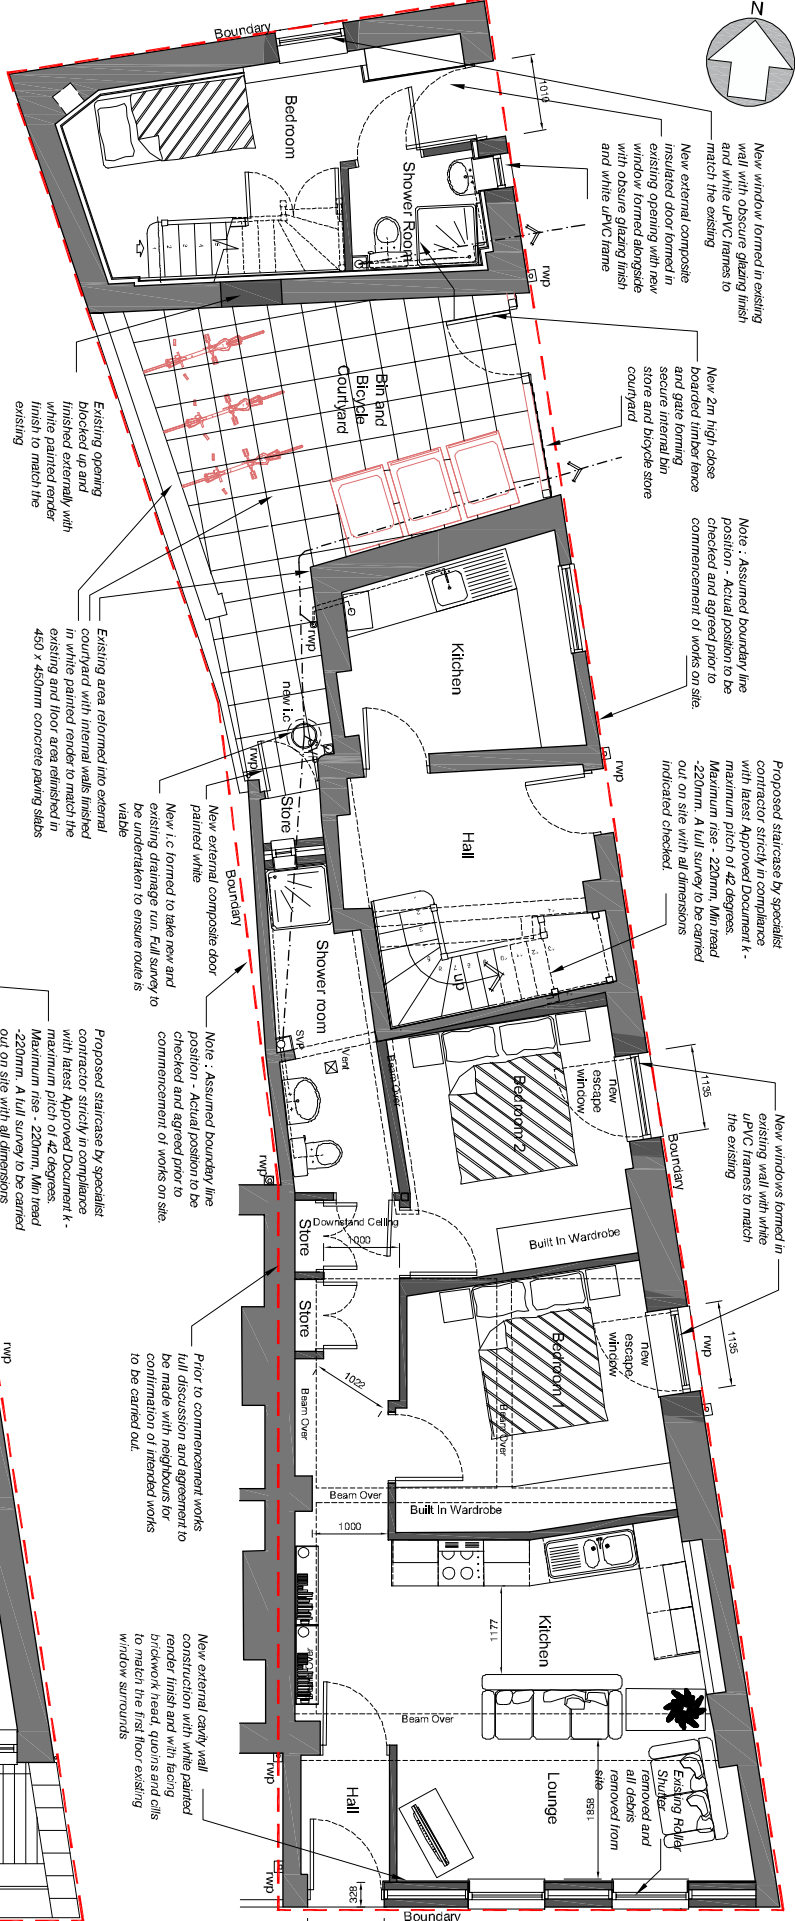 N
Boundary
1010
New window formed in existing
wall with obscure glazing finish
and white uPVC frames to
match the existing
New external composite
insulated door formed in
existing opening with new
window formed alongside
with obsure glazing finish
and white uPVC frame
rwp
New 2m high close
boarded timber fence
and gate forming
secure internal bin
store and bicycle store
courtyard
Note : Assumed boundary line
position - Actual position to be
checked and agreed prior to
commencement of works on site.
rwp
Proposed staircase by specialist
contractor strictly in compliance
with latest Approved Document k -
maximum pitch of 42 degrees.
Maximum rise - 220mm, Min tread
-220mm. A full survey to be carried
out on site with all dimensions
indicated checked.
1135
New windows formed in
existing wall with white
uPVC frames to match
the existing
Boundary
1135
rwp
Bedroom
Shower Room
Bin and
Bicycle
Courtyard
Kitchen
Hall
up
Bedroom 2
new
escape
window
Built In Wardrobe
Bedroom 1
new
escape
window
Beam Over
Beam Over
Built In Wardrobe
Beam Over
Beam Over
Kitchen
1177
Beam Over
Lounge
1858
Existing Roller
Shutter
removed and
all debris
removed from
site
Hall
328
Boundary
rwp
new i.c
rwp
Store
Shower room
SVP
Vent
rwp
Downstand Ceiling
1000
Store
Store
1022
1000
rwp
rwp
Existing opening
blocked up and
finished externally with
white painted render
finish to match the
existing
Existing area reformed into external
courtyard with internal walls finished
in white painted render to match the
existing and floor area refinished in
450 x 450mm concrete paving slabs
New external composite door
painted white
New i.c formed to take new and
existing drainage run. Full survey to
be undertaken to ensure route is
viable
Boundary
Note : Assumed boundary line
position - Actual position to be
checked and agreed prior to
commencement of works on site.
Proposed staircase by specialist
contractor strictly in compliance
with latest Approved Document k -
maximum pitch of 42 degrees.
Maximum rise - 220mm, Min tread
-220mm. A full survey to be carried
out on site with all dimensions
Prior to commencement works
full discussion and agreement to
be made with neighbours for
confirmation of intended works
to be carried out.
rwp
New external cavity wall
construction with white painted
render finish and with facing
brickwork head, quoins and cills
to match the first floor existing
window surrounds